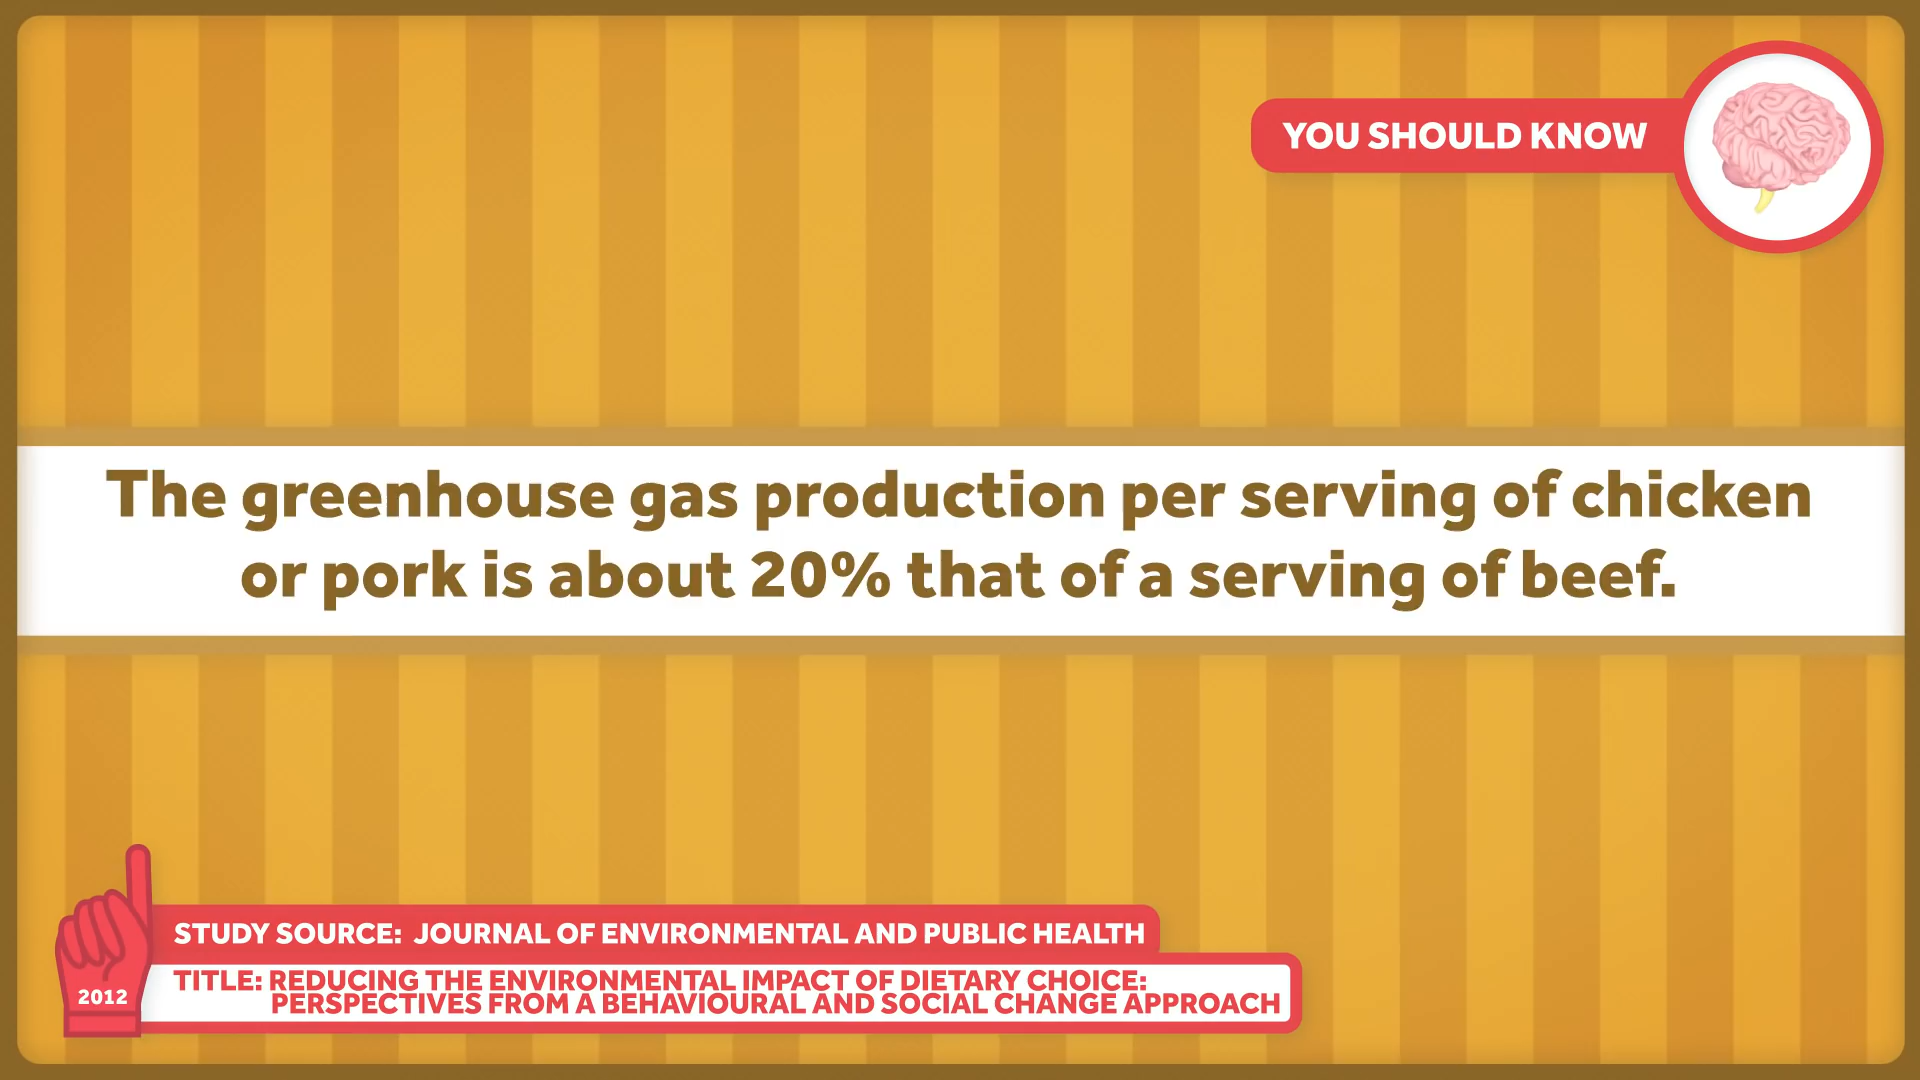 YOU SHOULD KNOW
The greenhouse gas production per serving of chicken
or pork is about 20% that of a serving of beef.
STUDY SOURCE: JOURNAL OF ENVIRONMENTAL AND PUBLIC HEALTH
TITLE: REDUCING THE ENVIRONMENTAL IMPACT OF DIETARY CHOICE:
PERSPECTIVES FROM A BEHAVIOURAL AND SOCIAL CHANGE APPROACH
2012